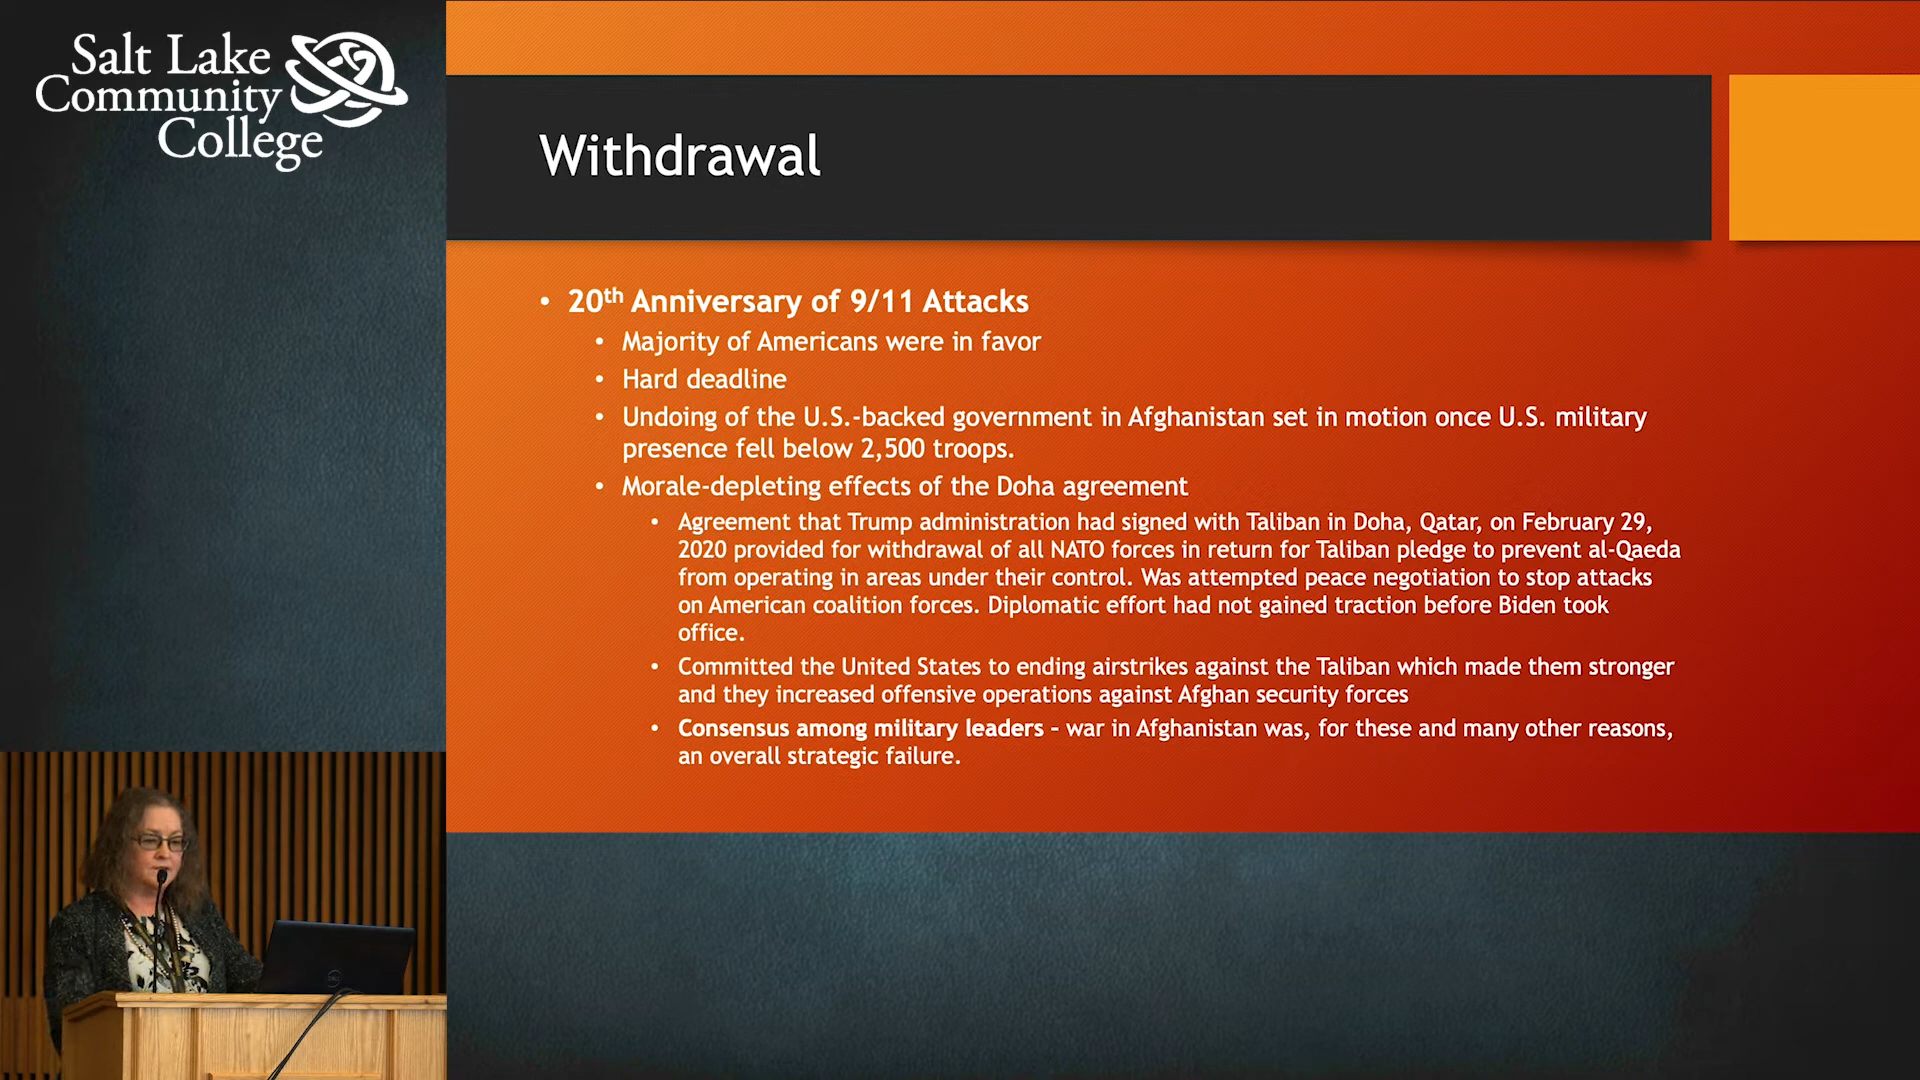 Salt Lake
Community
College
Withdrawal
• 20th Anniversary of 9/11 Attacks
• Majority of Americans were in favor
• Hard deadline
• Undoing of the U.S.-backed government in Afghanistan set in motion once U.S. military
presence fell below 2,500 troops.
• Morale-depleting effects of the Doha agreement
• Agreement that Trump administration had signed with Taliban in Doha, Qatar, on February 29,
2020 provided for withdrawal of all NATO forces in return for Taliban pledge to prevent al-Qaeda
from operating in areas under their control. Was attempted peace negotiation to stop attacks
on American coalition forces. Diplomatic effort had not gained traction before Biden took
office.
• Committed the United States to ending airstrikes against the Taliban which made them stronger
and they increased offensive operations against Afghan security forces
• Consensus among military leaders – war in Afghanistan was, for these and many other reasons,
an overall strategic failure.